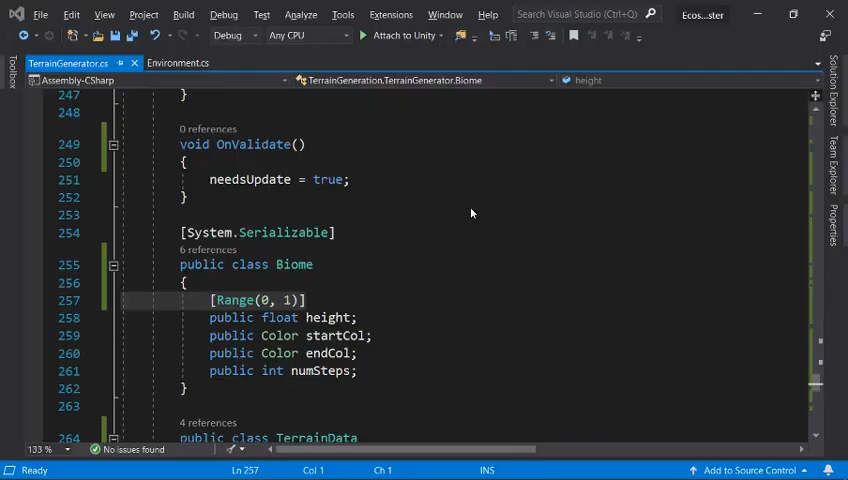 File Edit View Project Build Debug Test Analyze Tools Extensions Window Help Search Visual Studio (Ctrl+Q) Ecos...ster
Debug Any CPU Attach to Unity
TerrainGenerator.cs Environment.cs
Assembly-CSharp TerrainGeneration.TerrainGenerator.Biome height
247 }
248
0 references
249 void OnValidate()
250 {
251 needsUpdate = true;
252 }
253
254 [System.Serializable]
6 references
255 public class Biome
256 {
257 [Range(0, 1)]
258 public float height;
259 public Color startCol;
260 public Color endCol;
261 public int numSteps;
262 }
263
4 references
264 public class TerrainData
133 % No issues found
Ready Ln 257 Col 1 Ch 1 INS Add to Source Control
Toolbox
Solution Explorer
Team Explorer
Properties